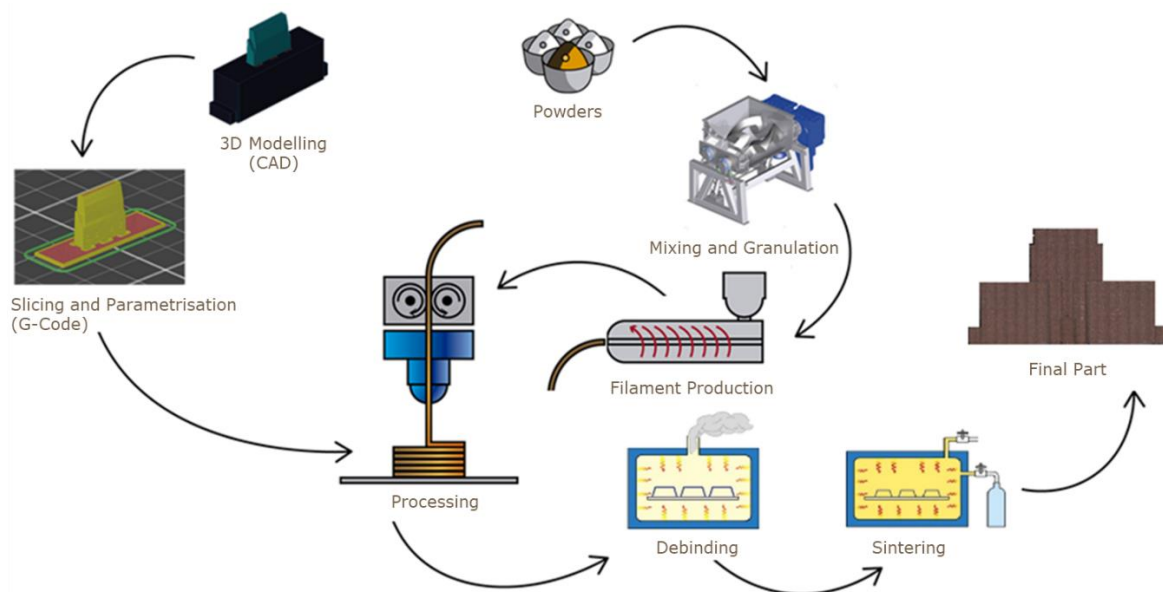 3D Modelling
(CAD)
Powders
Slicing and Parametrisation
(G-Code)
Mixing and Granulation
Filament Production
Processing
Debinding
Sintering
Final Part